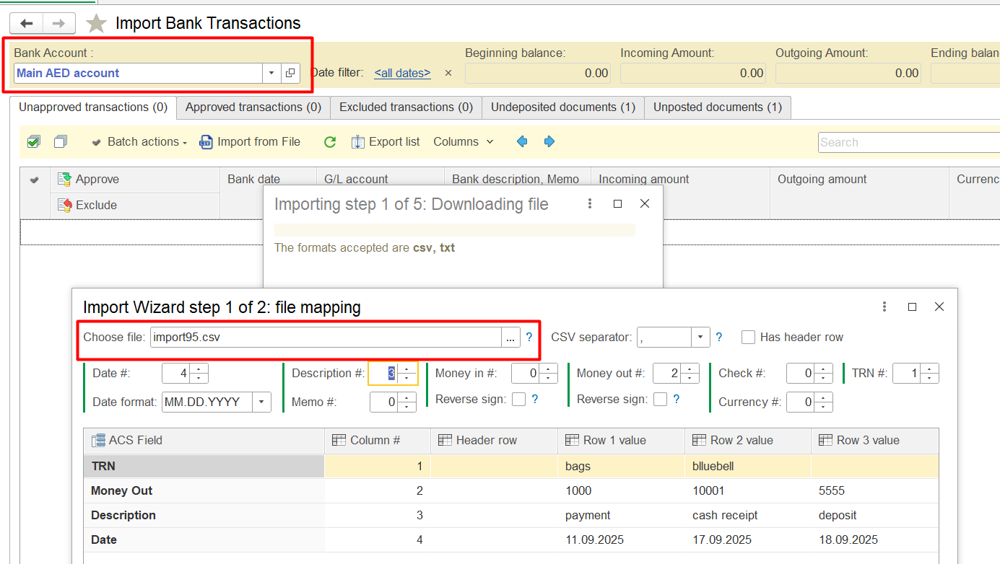 Import Bank Transactions
Bank Account :
Main AED account
Date filter: <all dates> ×
Beginning balance: Incoming Amount: Outgoing Amount: Ending balan
0.00 0.00 0.00
Unapproved transactions (0) Approved transactions (0) Excluded transactions (0) Undeposited documents (1) Unposted documents (1)
Batch actions Import from File Export list Columns Search
Approve Bank date G/L account Bank description, Memo Incoming amount Outgoing amount Currenc
Exclude
Importing step 1 of 5: Downloading file
The formats accepted are csv, txt
Import Wizard step 1 of 2: file mapping
Choose file: import95.csv ... ? CSV separator: , ? Has header row
Date #: 4 Description #: 3 Money in #: 0 Money out #: 2 Check #: 0 TRN #: 1
Date format: MM.DD.YYYY Memo #: 0 Reverse sign: ? Reverse sign: ? Currency #: 0
ACS Field Column # Header row Row 1 value Row 2 value Row 3 value
TRN 1 bags blluebell
Money Out 2 1000 10001 5555
Description 3 payment cash receipt deposit
Date 4 11.09.2025 17.09.2025 18.09.2025